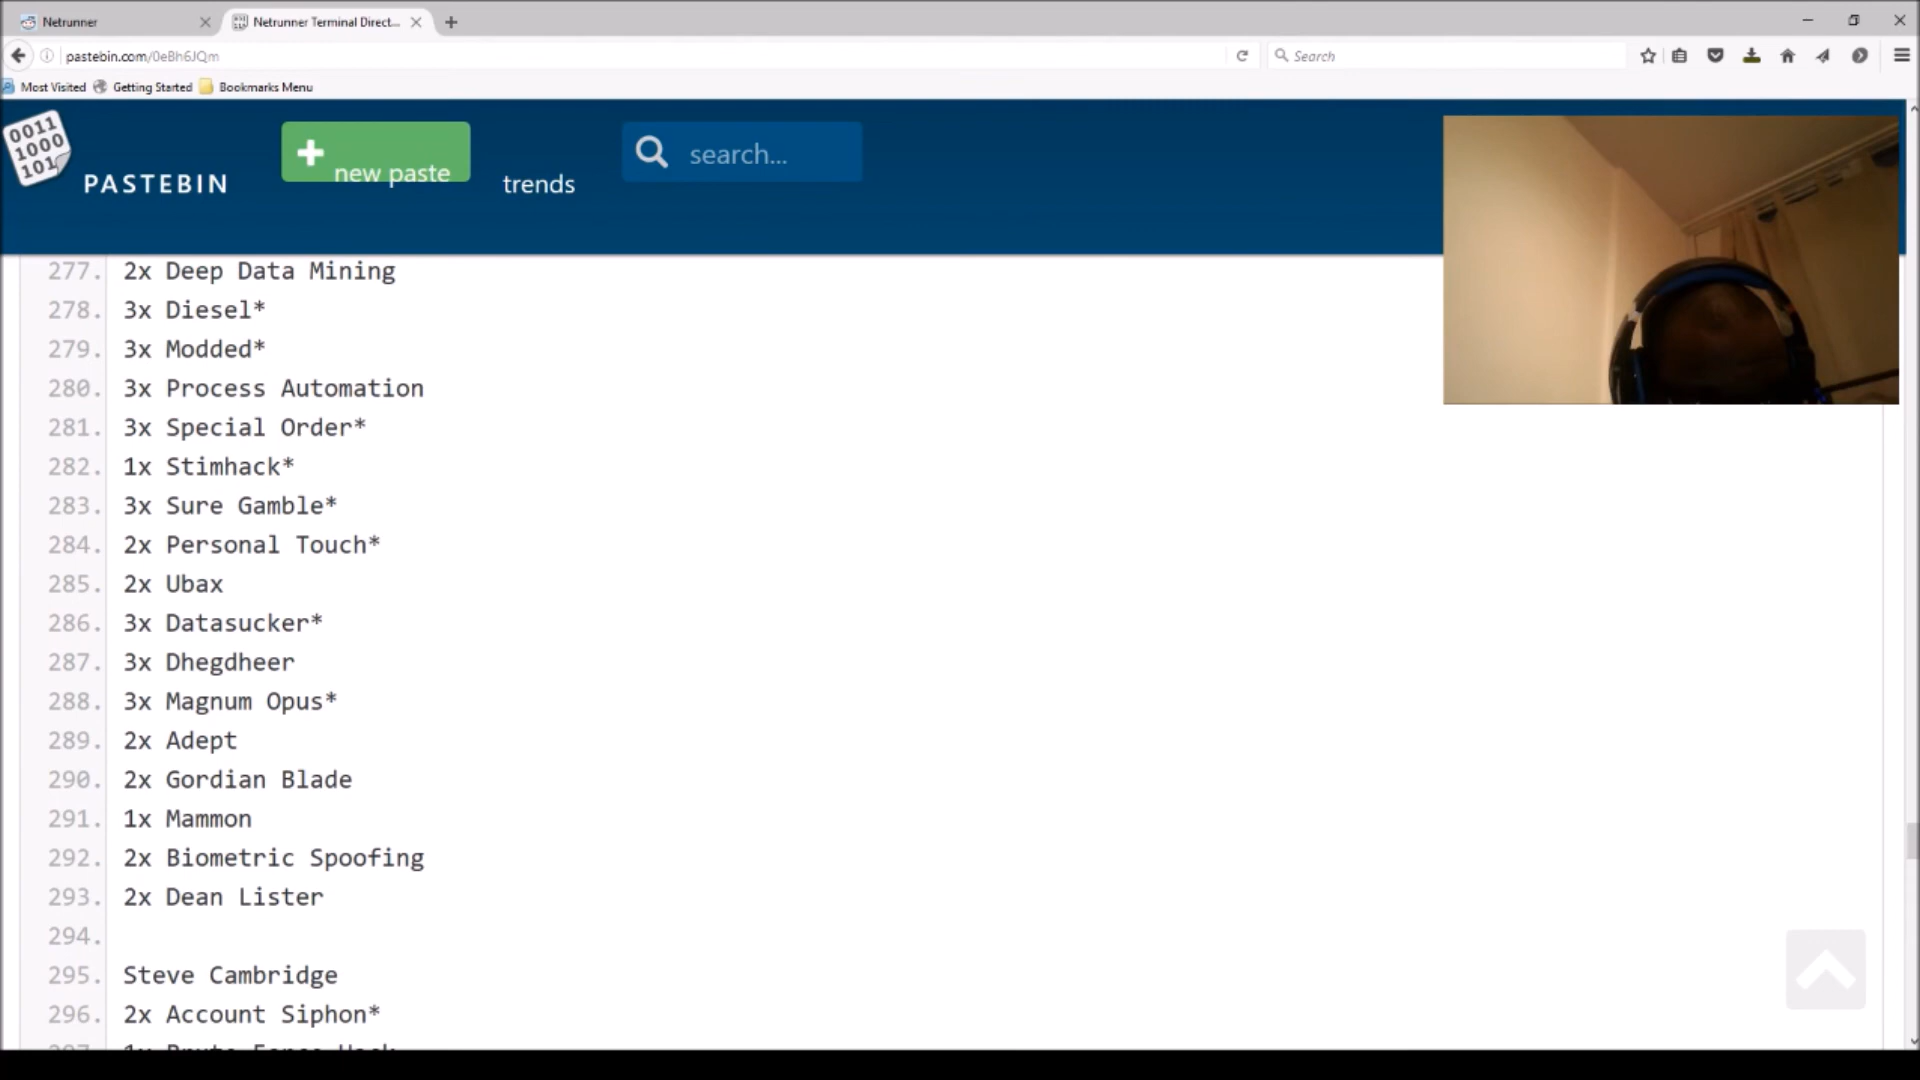 Netrunner
Netrunner Terminal Direct...
pastebin.com/0eBh6JQm
Search
Most Visited
Getting Started
Bookmarks Menu
0011
1000
101
PASTEBIN
new paste
trends
search...
277. 2x Deep Data Mining
278. 3x Diesel*
279. 3x Modded*
280. 3x Process Automation
281. 3x Special Order*
282. 1x Stimhack*
283. 3x Sure Gamble*
284. 2x Personal Touch*
285. 2x Ubax
286. 3x Datasucker*
287. 3x Dhegdheer
288. 3x Magnum Opus*
289. 2x Adept
290. 2x Gordian Blade
291. 1x Mammon
292. 2x Biometric Spoofing
293. 2x Dean Lister
294.
295. Steve Cambridge
296. 2x Account Siphon*